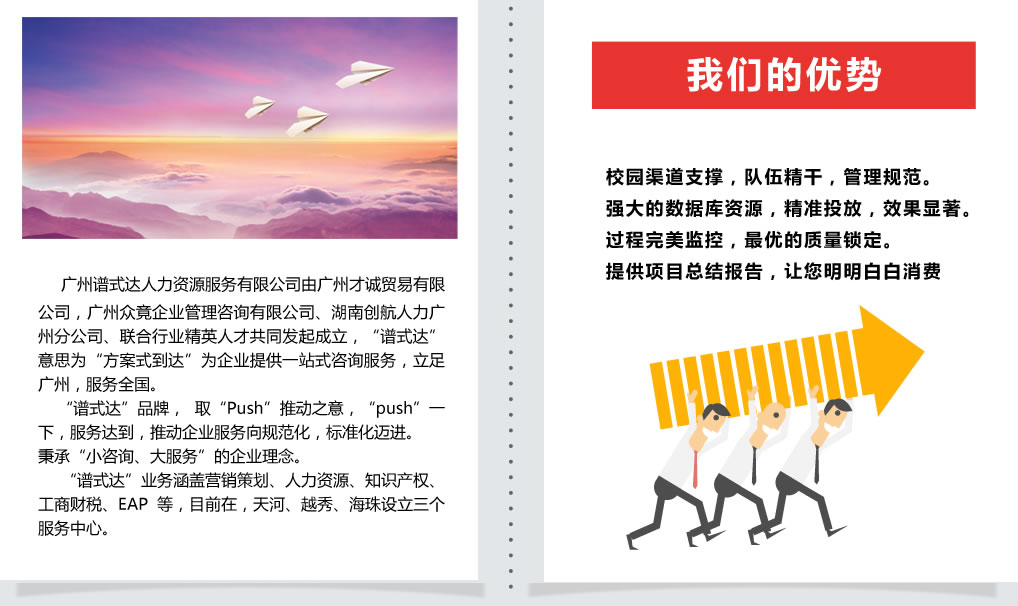 广州谱式达人力资源服务有限公司由广州才诚贸易有限
公司，广州众竟企业管理咨询有限公司、湖南创航人力广
州分公司、联合行业精英人才共同发起成立，“谱式达”
意思为“方案式到达”为企业提供一站式咨询服务，立足
广州，服务全国。
“谱式达”品牌， 取“Push”推动之意，“push”一
下，服务达到，推动企业服务向规范化，标准化迈进。
秉承“小咨询、大服务”的企业理念。
“谱式达”业务涵盖营销策划、人力资源、知识产权、
工商财税、EAP 等，目前在，天河、越秀、海珠设立三个
服务中心。
我们的优势
校园渠道支撑，队伍精干，管理规范。
强大的数据库资源，精准投放，效果显著。
过程完美监控，最优的质量锁定。
提供项目总结报告，让您明明白白消费